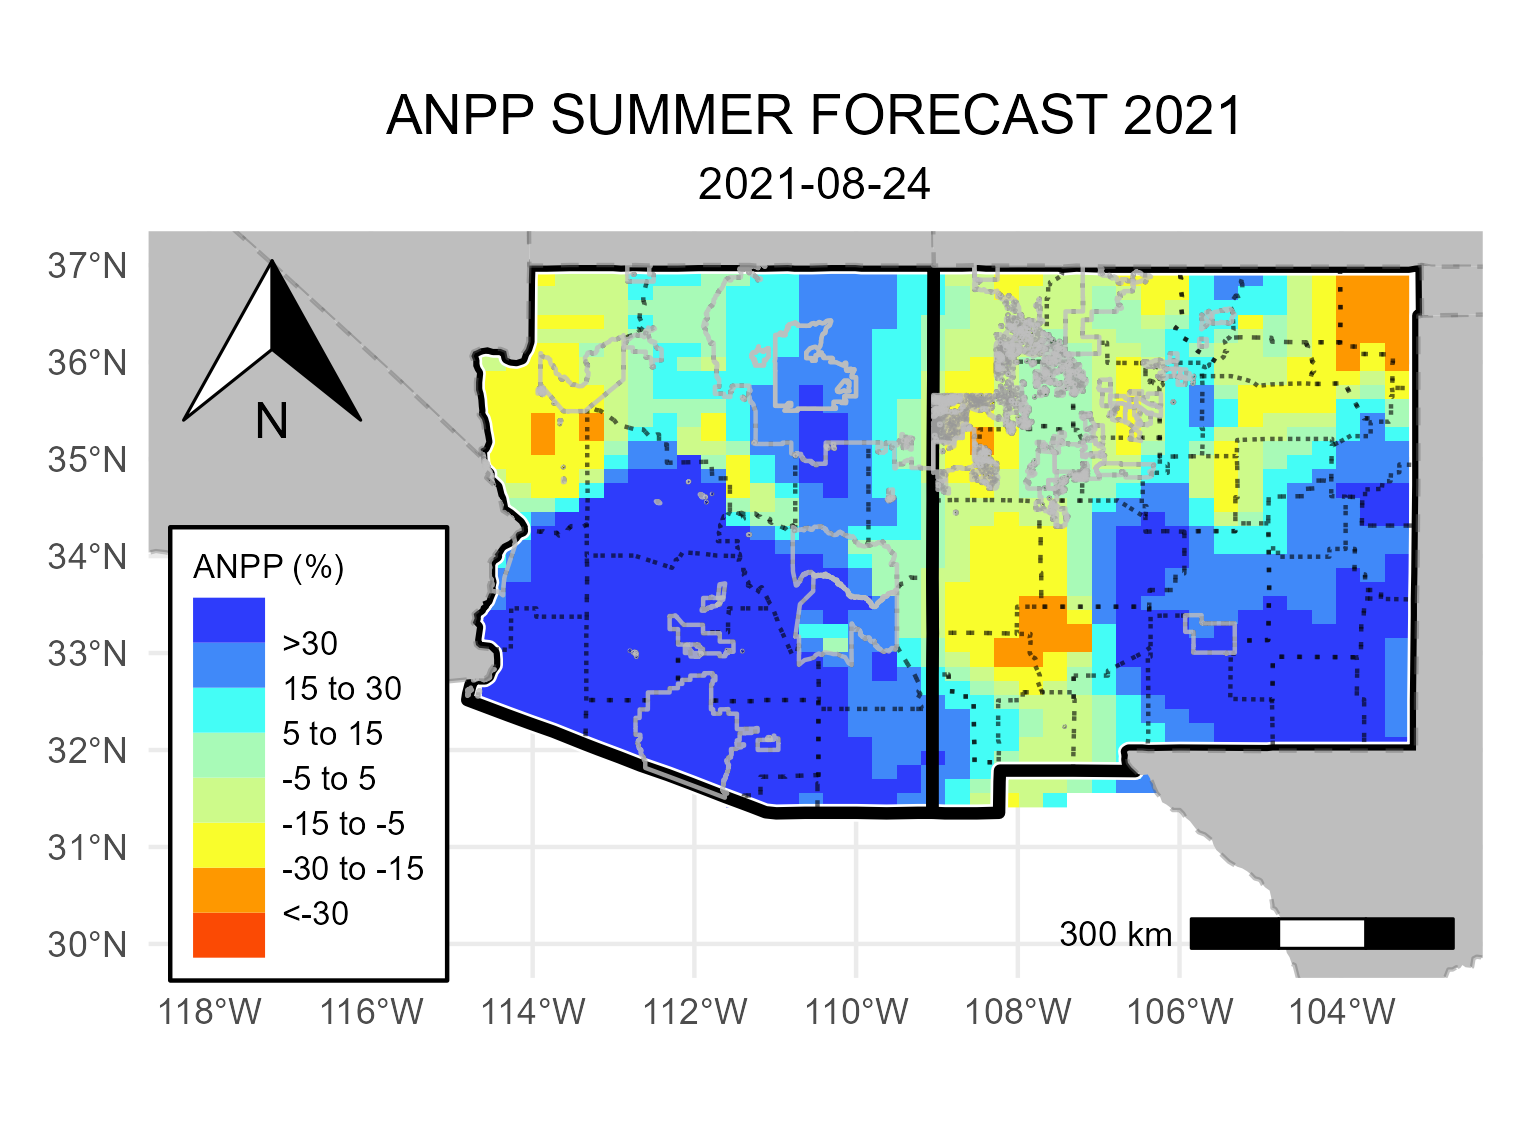 ANPP SUMMER FORECAST 2021
2021-08-24
37°N
36°N
35°N
34°N
33°N
32°N
31°N
30°N
N
ANPP (%)
>30
15 to 30
5 to 15
-5 to 5
-15 to -5
-30 to -15
<-30
300 km
118°W 116°W 114°W 112°W 110°W 108°W 106°W 104°W